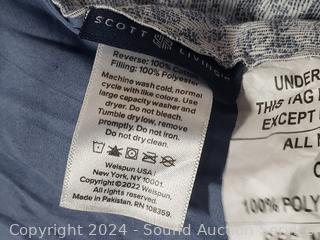 SCOTT LIVING
Reverse: 100% Cotton
Filling: 100% Polyester
Machine wash cold, normal
cycle with like colors. Use
large capacity washer and
dryer. Do not bleach.
Tumble dry low, remove
promptly. Do not iron.
Do not dry clean.
Welspun USA
New York, NY 10001.
Copyright © 2022 Welspun.
All rights reserved.
Made in Pakistan. RN 108359.
UNDER
THIS TAG
EXCEPT
ALL
100% POLY
Copyright 2024 - Sound Auction